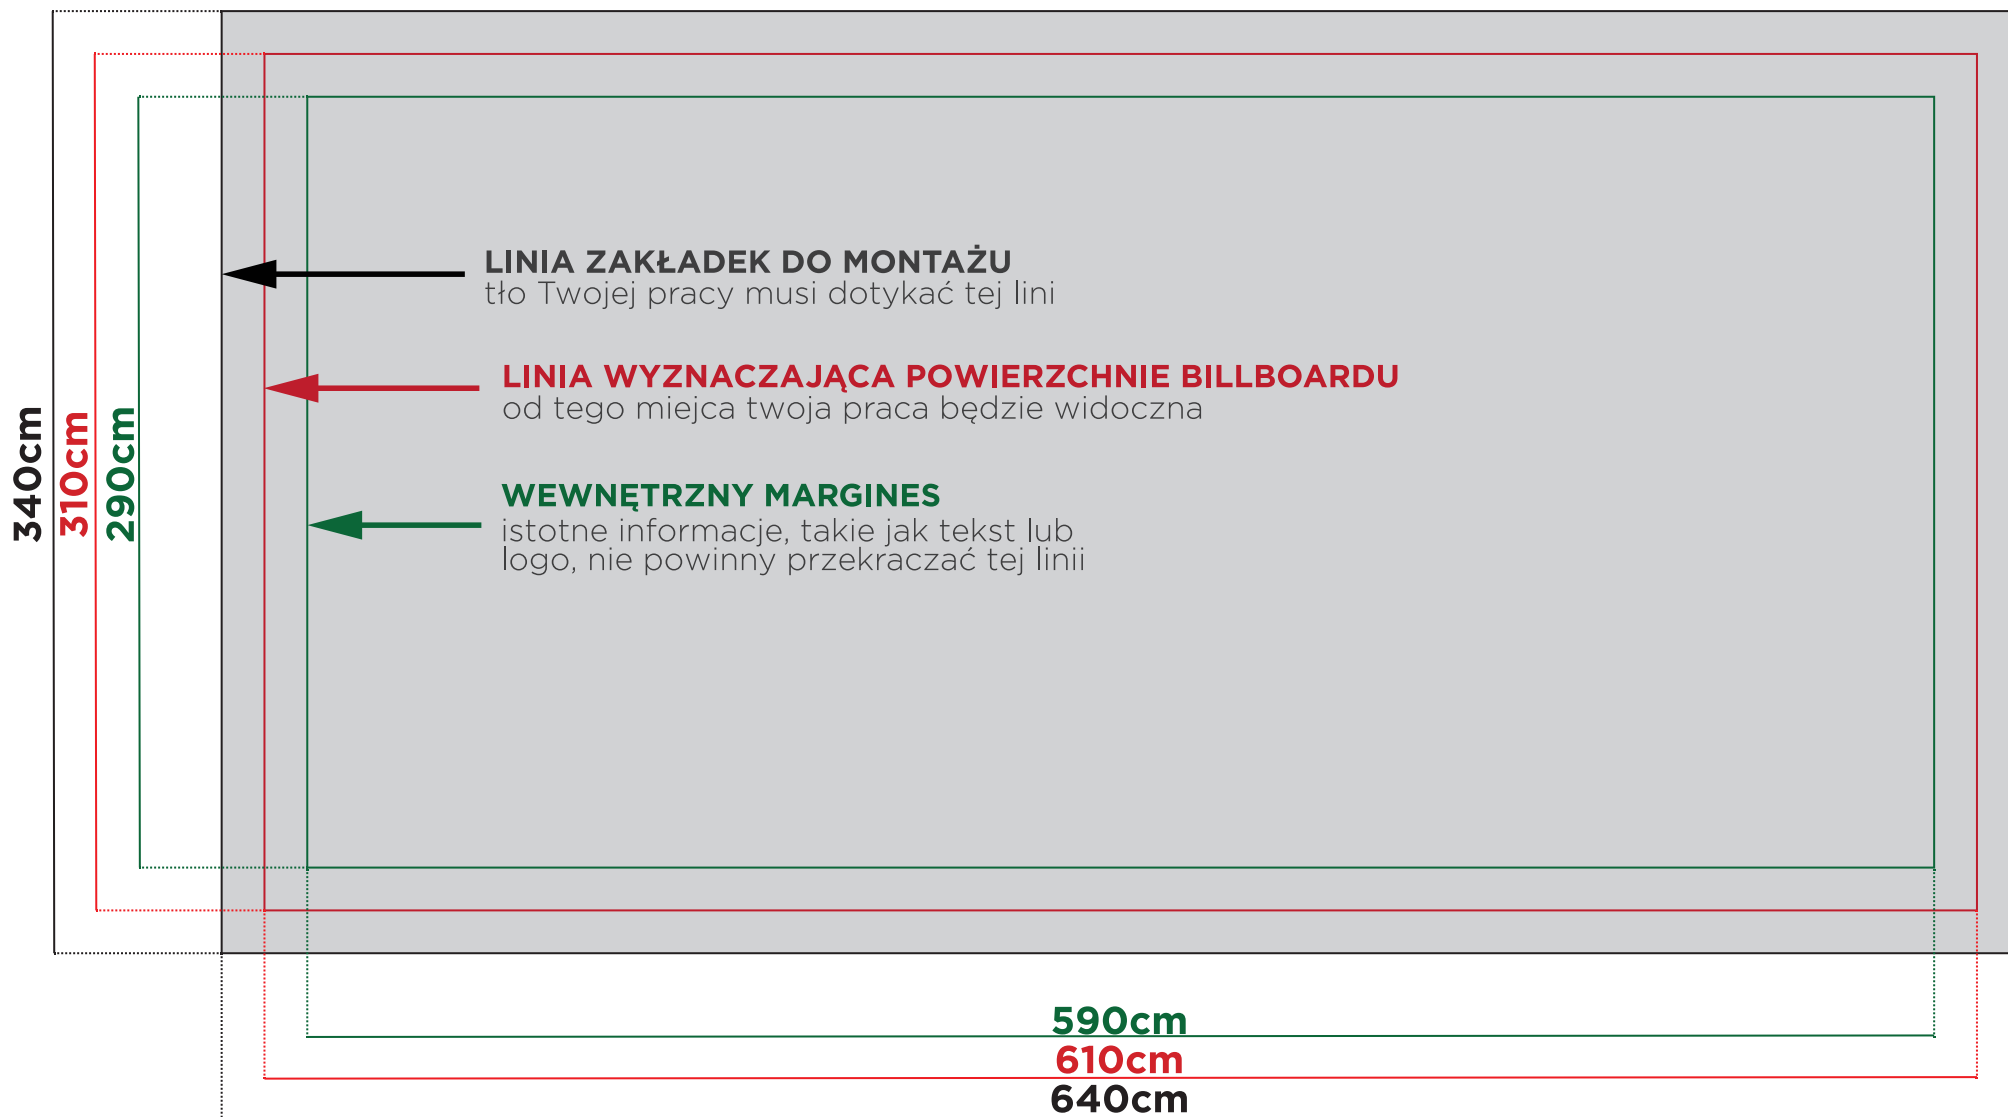 LINIA ZAKŁADEK DO MONTAŻU
tło Twojej pracy musi dotykać tej lini
LINIA WYZNACZAJĄCA POWIERZCHNIE BILLBOARDU
od tego miejca twoja praca będzie widoczna
WEWNĘTRZNY MARGINES
istotne informacje, takie jak tekst lub
logo, nie powinny przekraczać tej linii
340cm
310cm
290cm
590cm
610cm
640cm